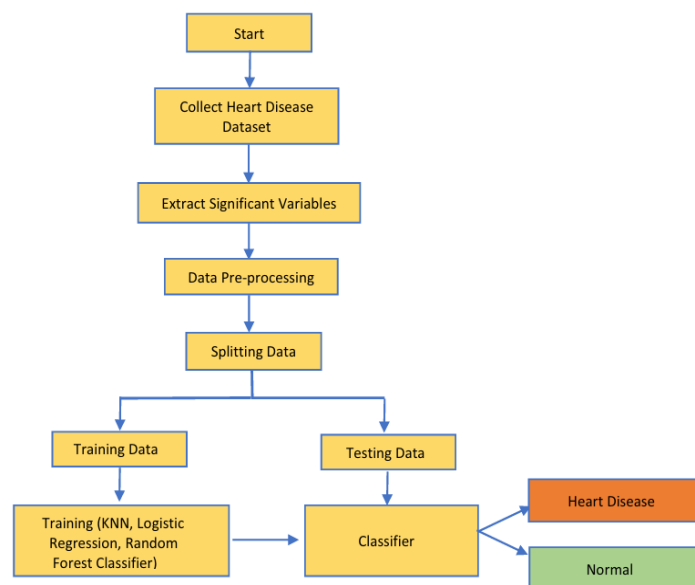 Start
Collect Heart Disease
Dataset
Extract Significant Variables
Data Pre-processing
Splitting Data
Training Data
Testing Data
Training (KNN, Logistic
Regression, Random
Forest Classifier)
Classifier
Heart Disease
Normal